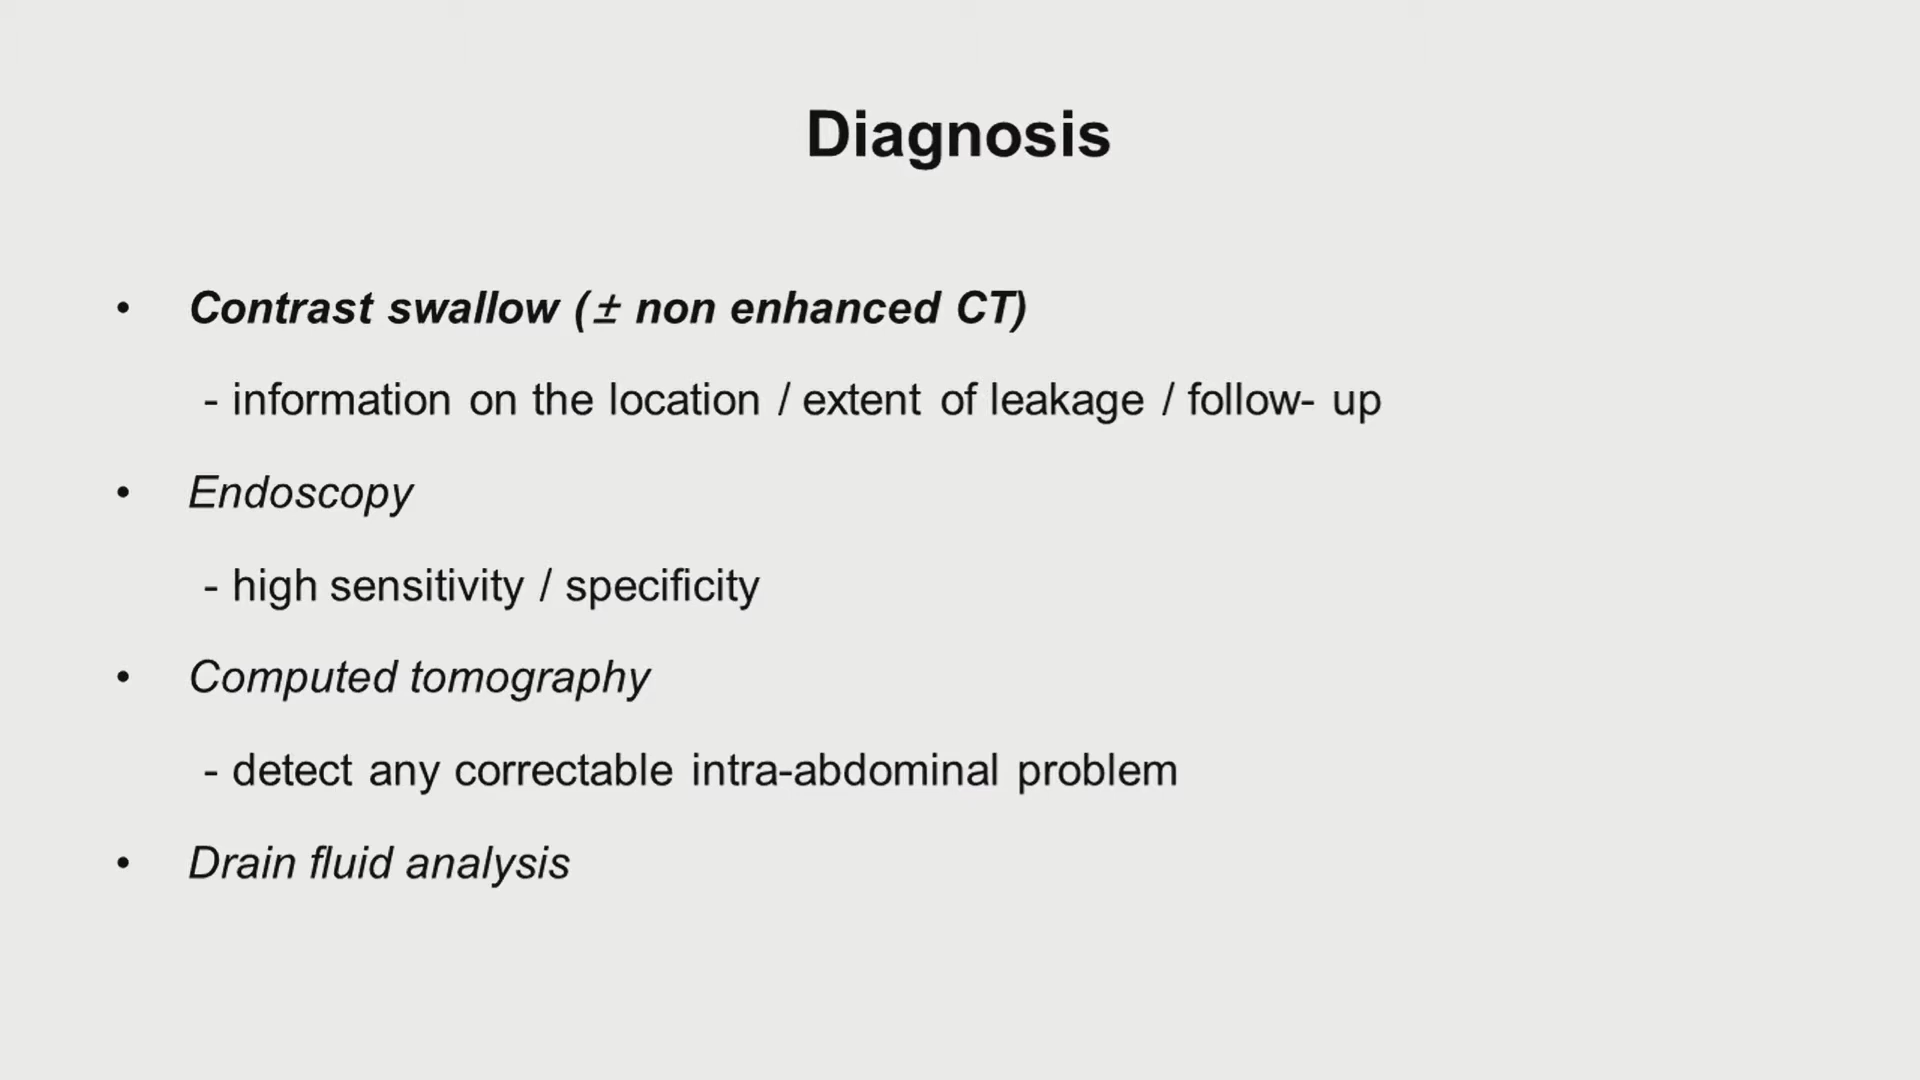 Diagnosis
• Contrast swallow (± non enhanced CT)
- information on the location / extent of leakage / follow- up
• Endoscopy
- high sensitivity / specificity
• Computed tomography
- detect any correctable intra-abdominal problem
• Drain fluid analysis